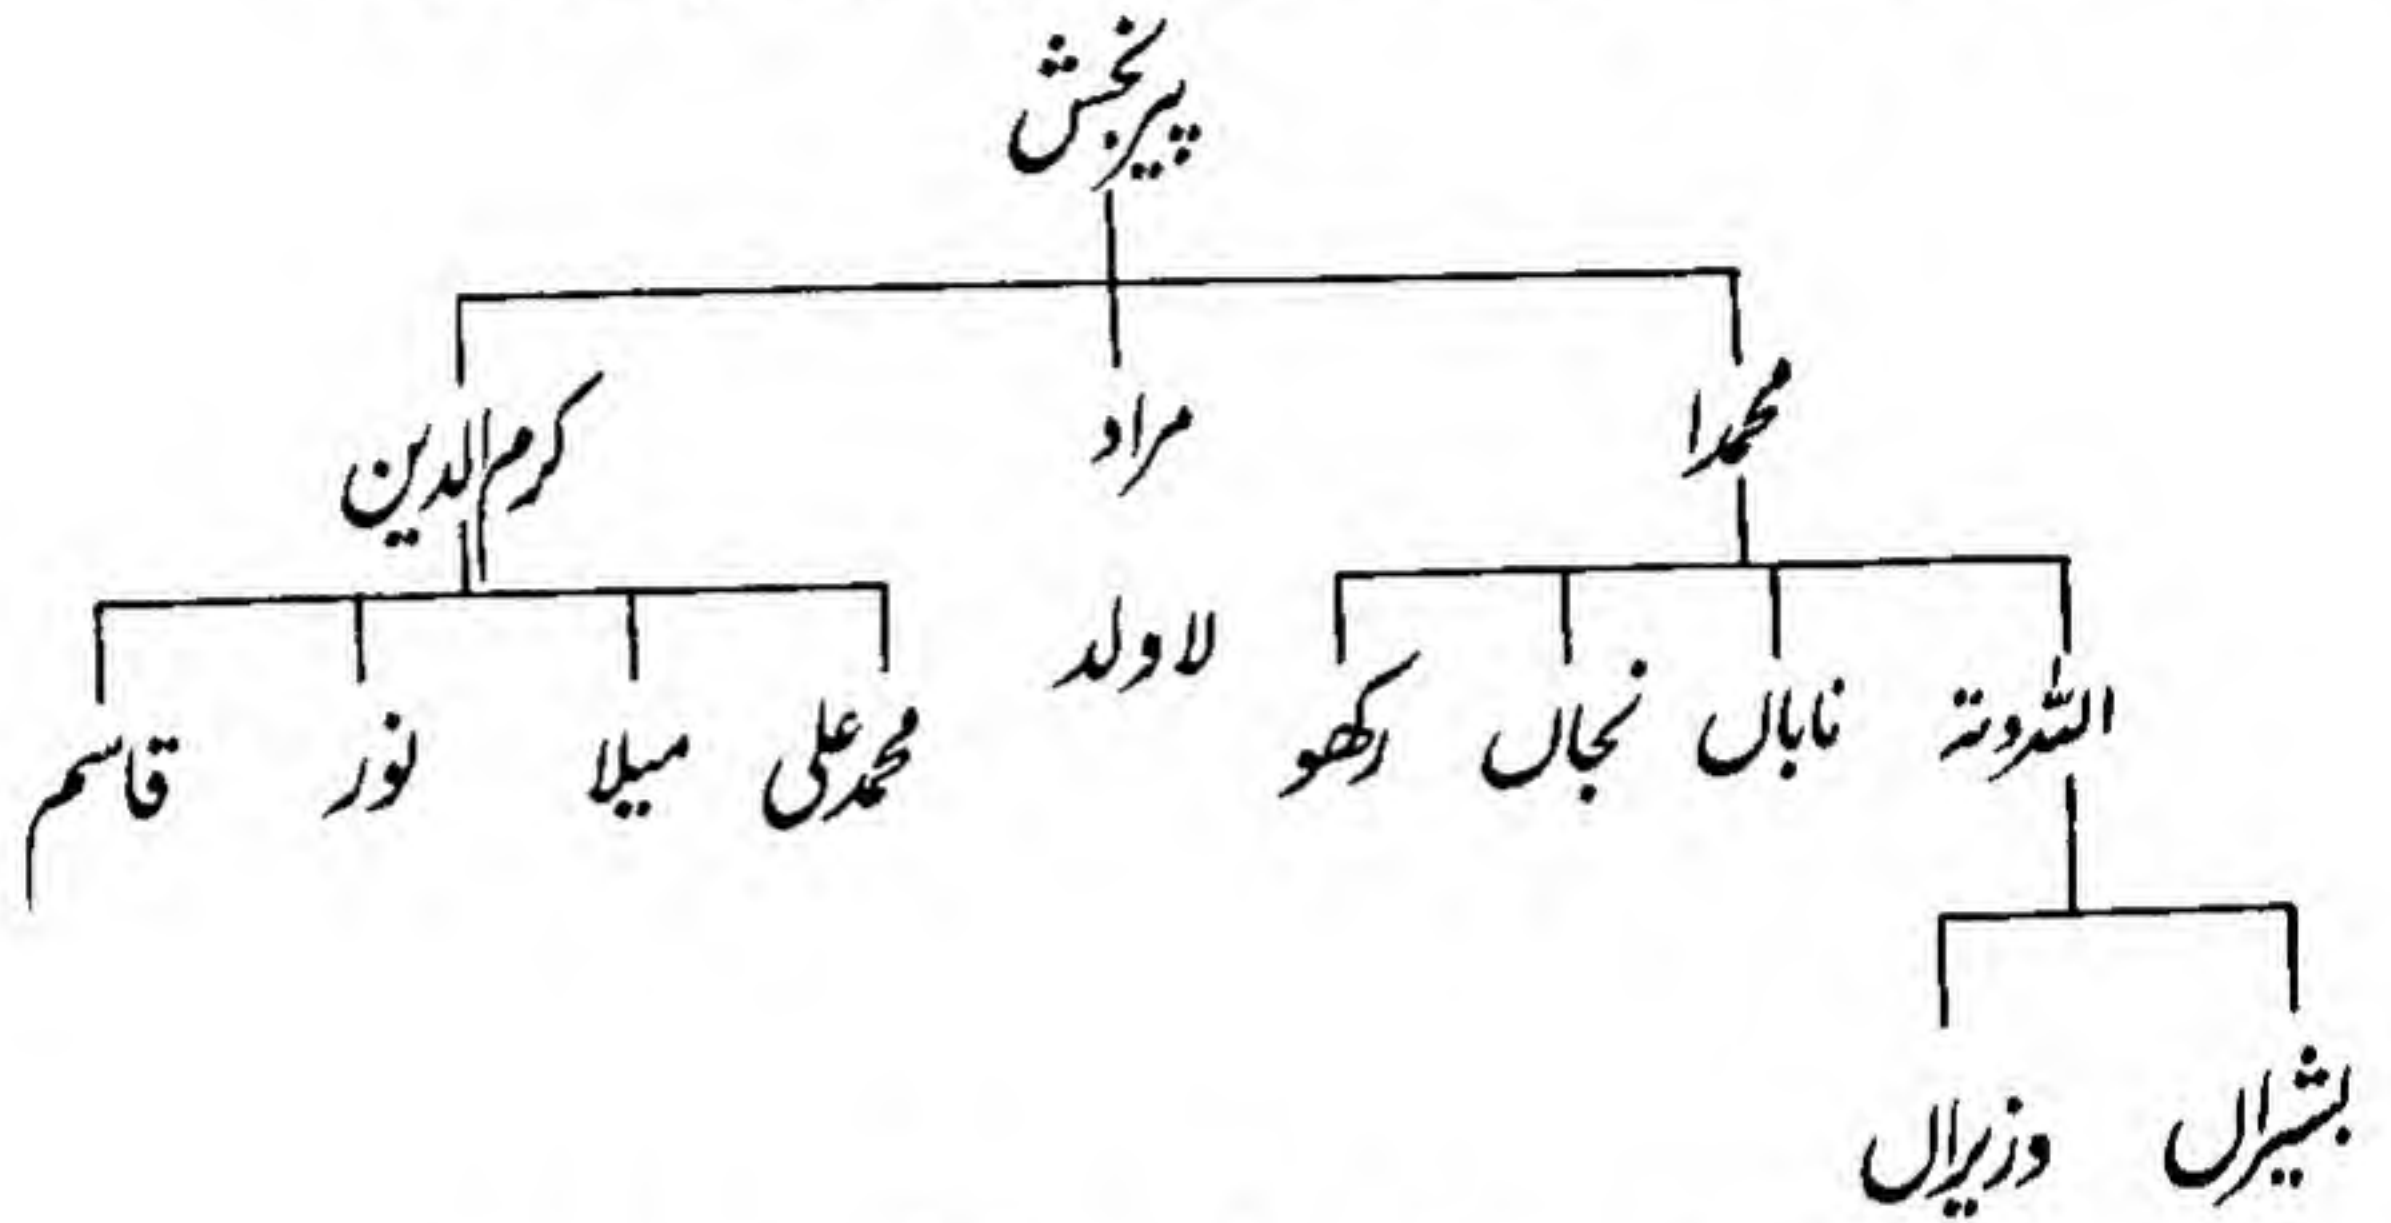 پیر بخش
محمدا مراد کرم الدین
لاولد
اللہ دتہ ناباں نجاں رکھو محمد علی میلا نور قاسم
بشیراں وزیراں